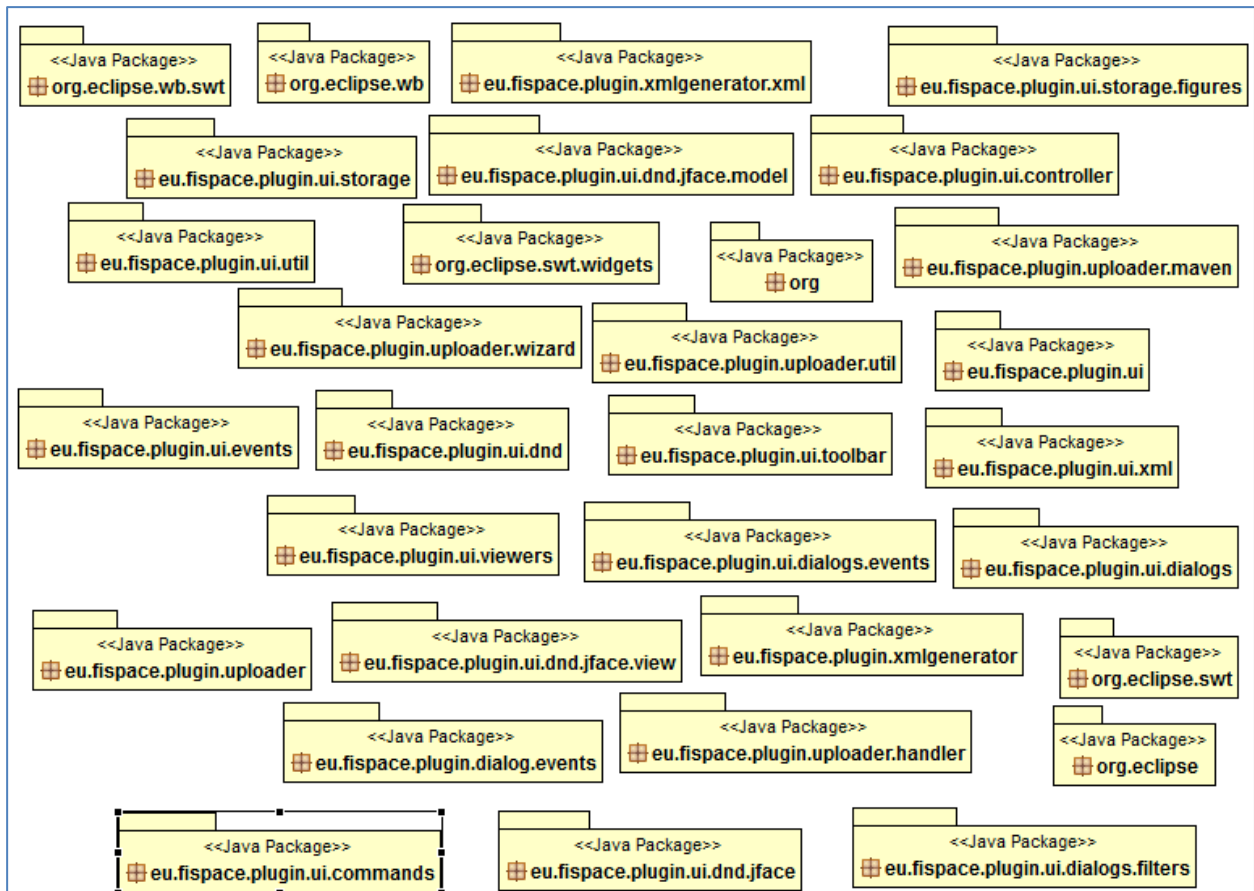 <<Java Package>>
org.eclipse.wb.swt
<<Java Package>>
org.eclipse.wb
<<Java Package>>
eu.fispace.plugin.xmlgenerator.xml
<<Java Package>>
eu.fispace.plugin.ui.storage.figures
<<Java Package>>
eu.fispace.plugin.ui.storage
<<Java Package>>
eu.fispace.plugin.ui.dnd.jface.model
<<Java Package>>
eu.fispace.plugin.ui.controller
<<Java Package>>
eu.fispace.plugin.ui.util
<<Java Package>>
org.eclipse.swt.widgets
<<Java Package>>
org
<<Java Package>>
eu.fispace.plugin.uploader.maven
<<Java Package>>
eu.fispace.plugin.uploader.wizard
<<Java Package>>
eu.fispace.plugin.uploader.util
<<Java Package>>
eu.fispace.plugin.ui
<<Java Package>>
eu.fispace.plugin.ui.events
<<Java Package>>
eu.fispace.plugin.ui.dnd
<<Java Package>>
eu.fispace.plugin.ui.toolbar
<<Java Package>>
eu.fispace.plugin.ui.xml
<<Java Package>>
eu.fispace.plugin.ui.viewers
<<Java Package>>
eu.fispace.plugin.ui.dialogs.events
<<Java Package>>
eu.fispace.plugin.ui.dialogs
<<Java Package>>
eu.fispace.plugin.uploader
<<Java Package>>
eu.fispace.plugin.ui.dnd.jface.view
<<Java Package>>
eu.fispace.plugin.xmlgenerator
<<Java Package>>
org.eclipse.swt
<<Java Package>>
eu.fispace.plugin.dialog.events
<<Java Package>>
eu.fispace.plugin.uploader.handler
<<Java Package>>
org.eclipse
<<Java Package>>
eu.fispace.plugin.ui.commands
<<Java Package>>
eu.fispace.plugin.ui.dnd.jface
<<Java Package>>
eu.fispace.plugin.ui.dialogs.filters